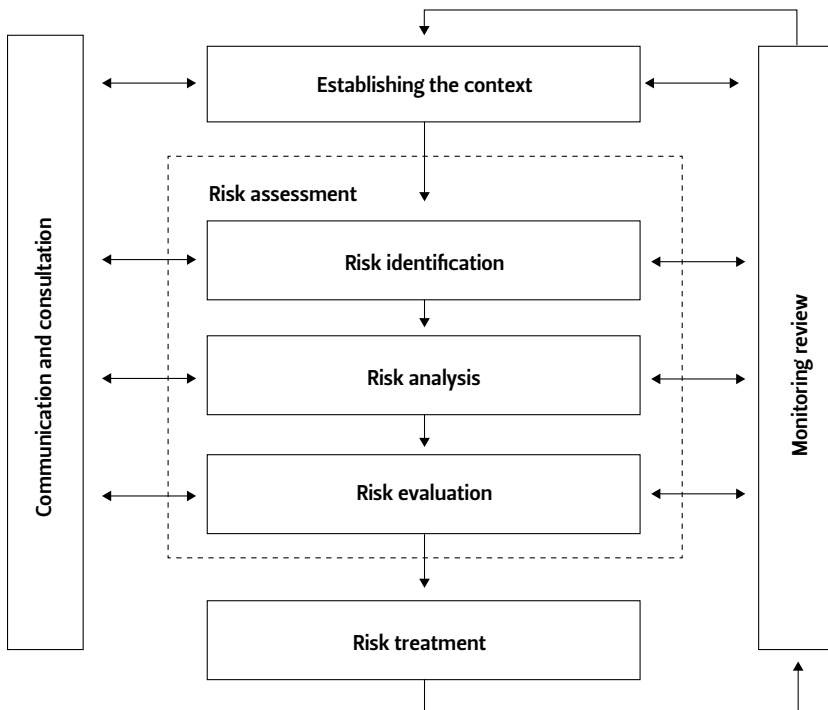 Establishing the context
Risk assessment
Risk identification
Risk analysis
Risk evaluation
Risk treatment
Communication and consultation
Monitoring review